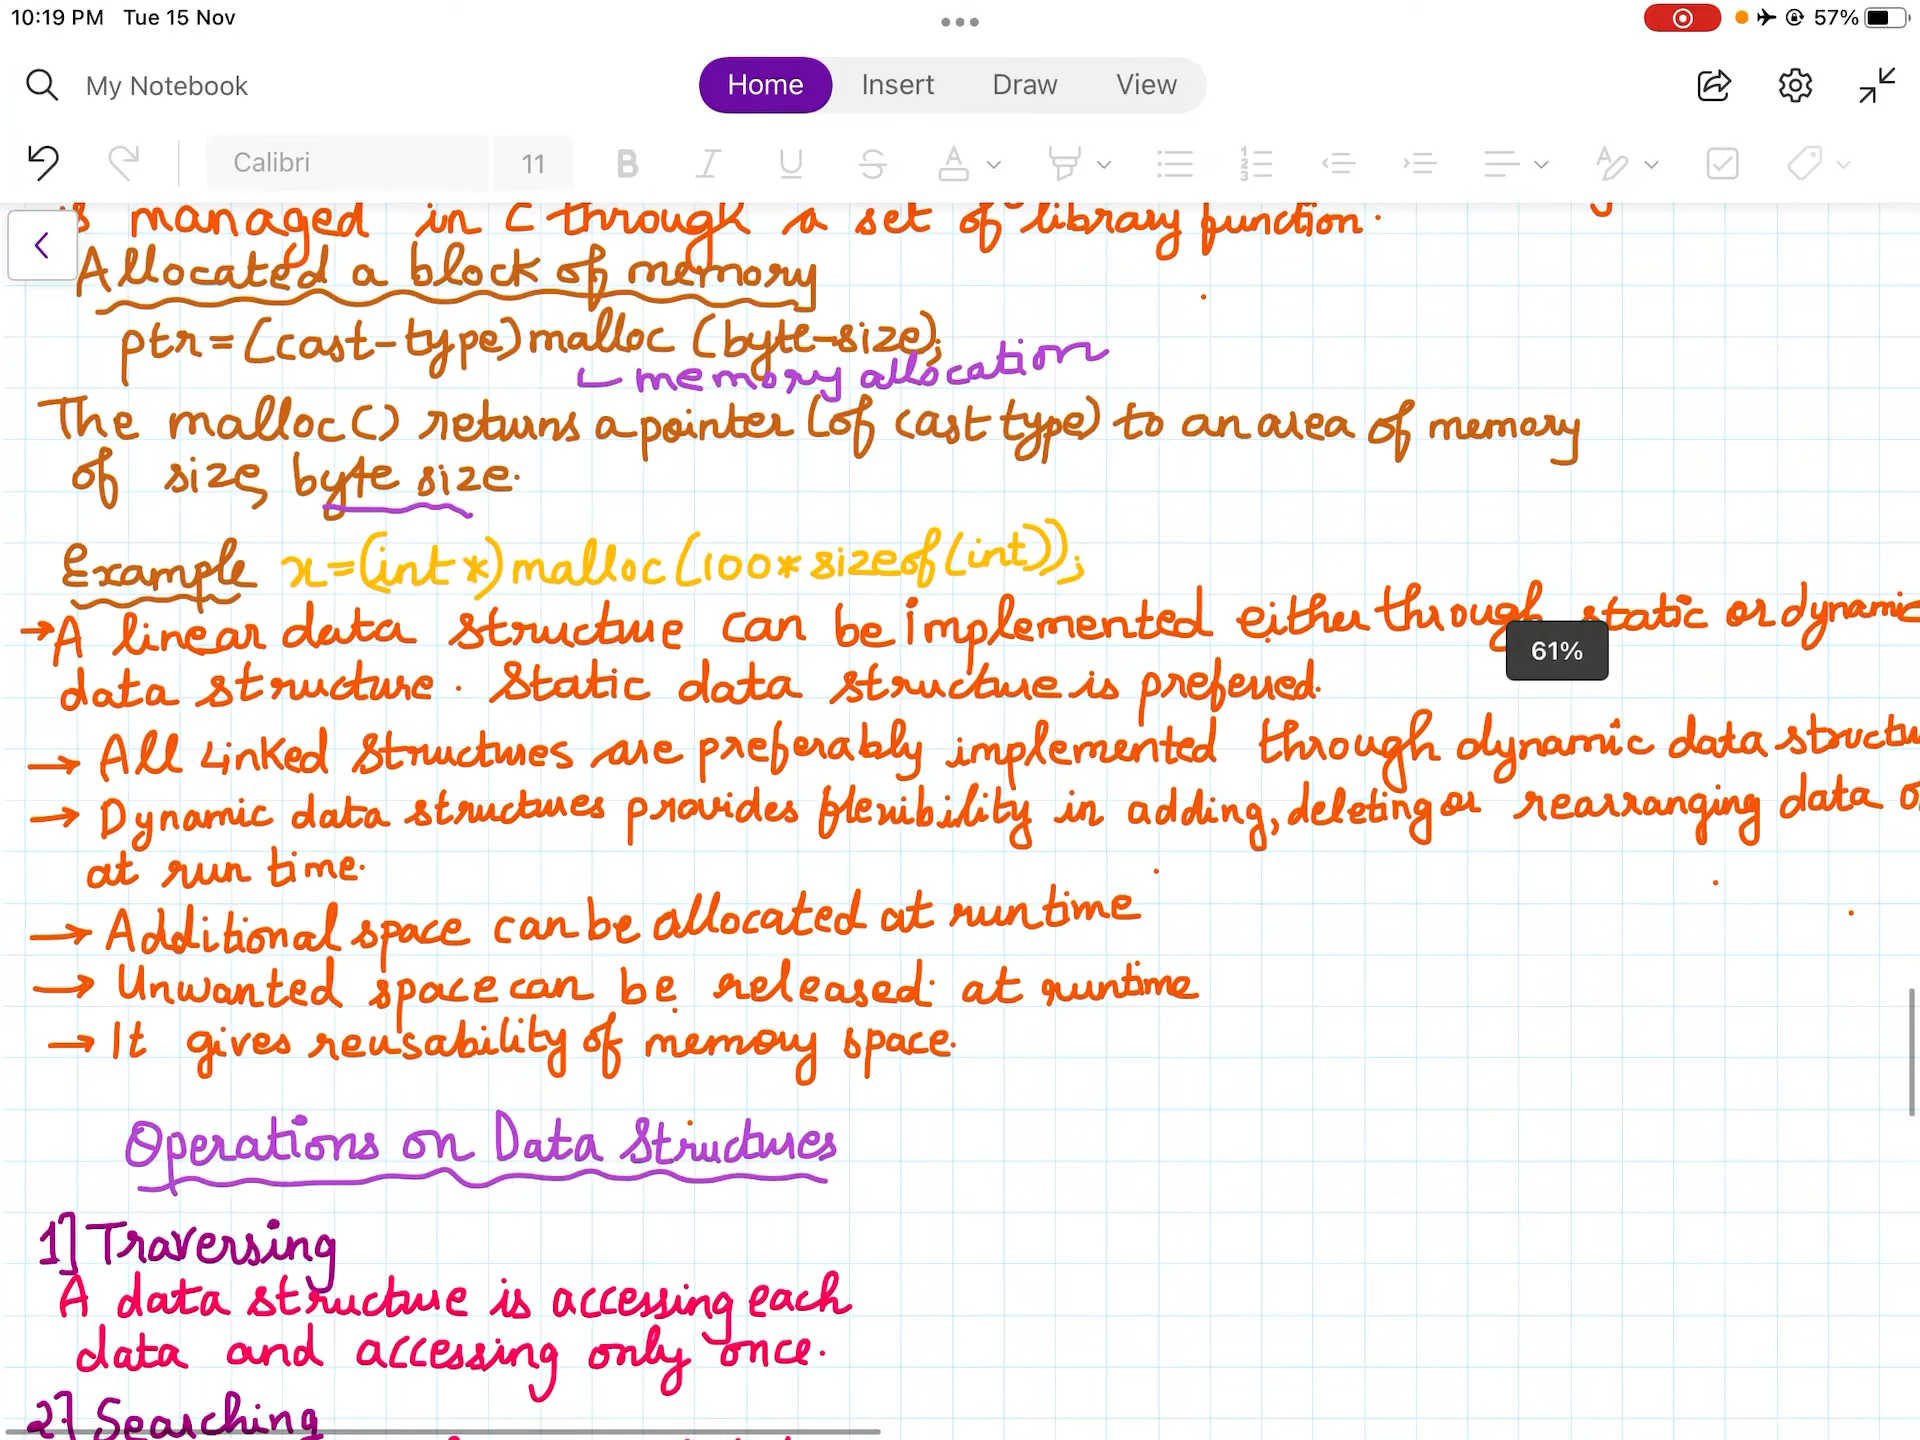 10:19 PM Tue 15 Nov
57%
My Notebook
Home Insert Draw View
Calibri 11 B I U S A
is managed in C through a set of library function.
Allocated a block of memory
ptr=(cast-type)malloc (byte-size);
memory allocation
The malloc() returns a pointer (of cast type) to an area of memory
of size byte size.
Example x=(int*)malloc(100*sizeof(int));
→A linear data structure can be implemented either through static or dynamic
61%
data structure. Static data structure is preferred.
→ All Linked Structures are preferably implemented through dynamic data structu
→ Dynamic data structures provides flexibility in adding, deleting or rearranging data o
at run time.
→ Additional space can be allocated at runtime
→ Unwanted space can be released at runtime
→ It gives reusability of memory space.
Operations on Data Structures
1] Traversing
A data structure is accessing each
data and accessing only once.
2] Searching